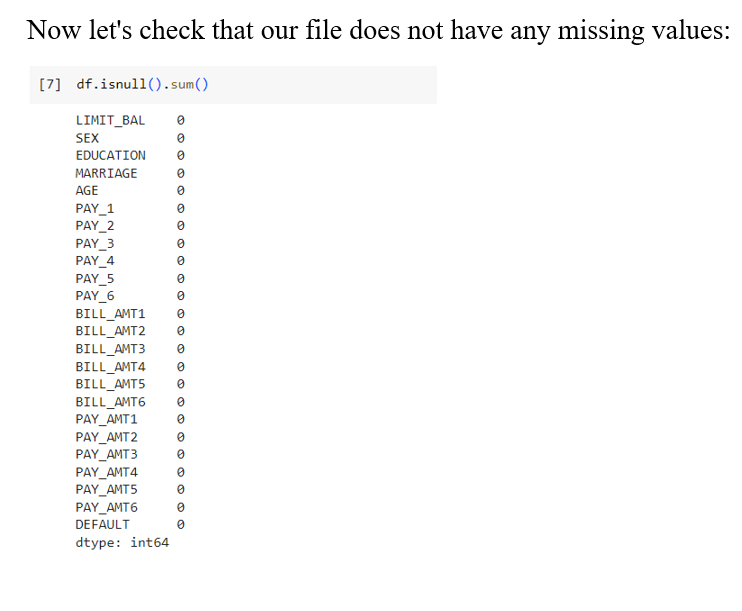 Now let's check that our file does not have any missing values:
[7] df.isnull().sum()
LIMIT_BAL 0
SEX 0
EDUCATION 0
MARRIAGE 0
AGE 0
PAY_1 0
PAY_2 0
PAY_3 0
PAY_4 0
PAY_5 0
PAY_6 0
BILL_AMT1 0
BILL_AMT2 0
BILL_AMT3 0
BILL_AMT4 0
BILL_AMT5 0
BILL_AMT6 0
PAY_AMT1 0
PAY_AMT2 0
PAY_AMT3 0
PAY_AMT4 0
PAY_AMT5 0
PAY_AMT6 0
DEFAULT 0
dtype: int64